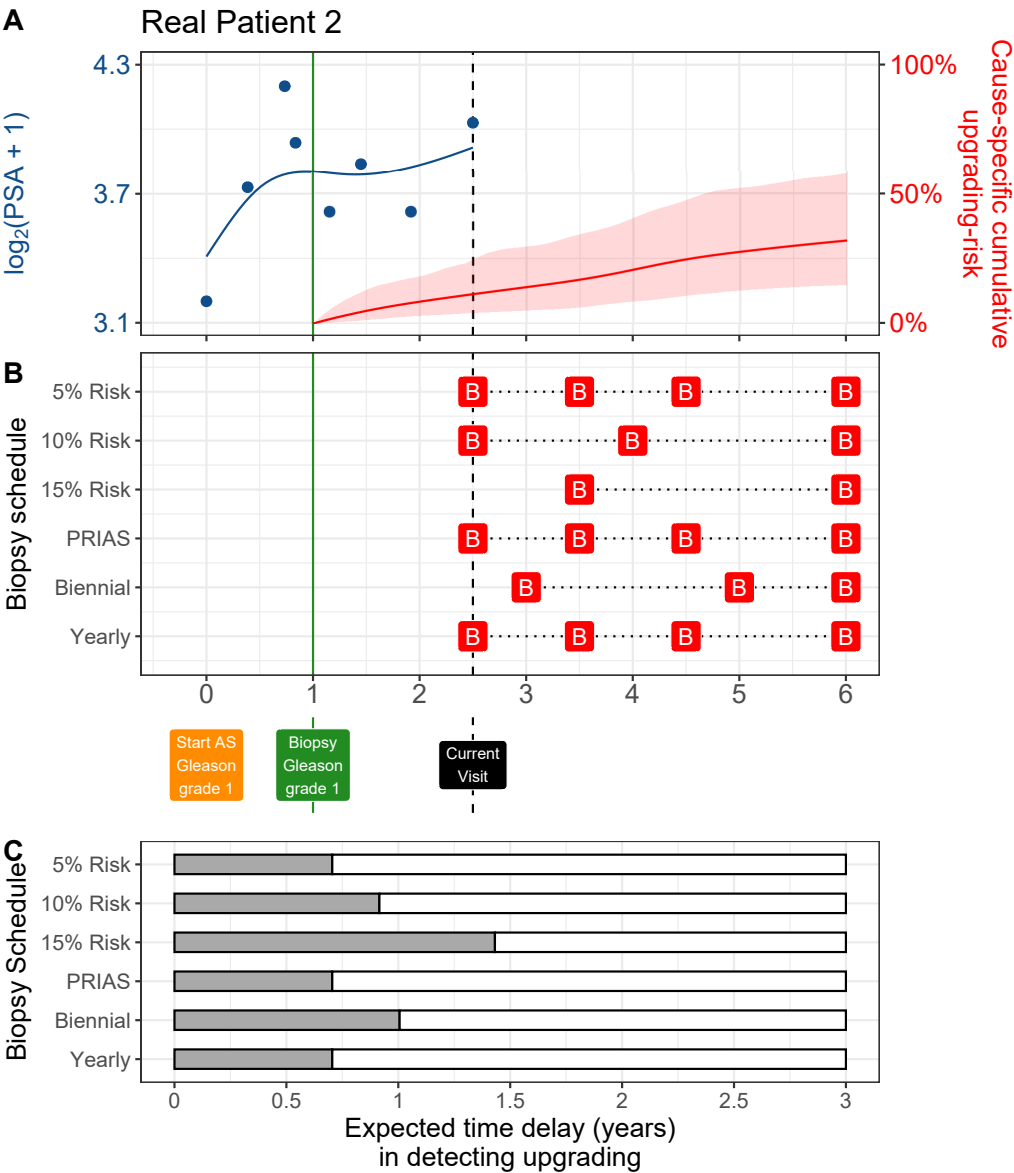 A
Real Patient 2
4.3
3.7
3.1
log2(PSA + 1)
100%
50%
0%
Cause-specific cumulative
upgrading-risk
B
Biopsy schedule
5% Risk
B B B B
10% Risk
B B B
15% Risk
B B
PRIAS
B B B B
Biennial
B B B
Yearly
B B B B
0 1 2 3 4 5 6
Start AS
Gleason
grade 1
Biopsy
Gleason
grade 1
Current
Visit
C
Biopsy Schedule
5% Risk
10% Risk
15% Risk
PRIAS
Biennial
Yearly
0 0.5 1 1.5 2 2.5 3
Expected time delay (years)
in detecting upgrading